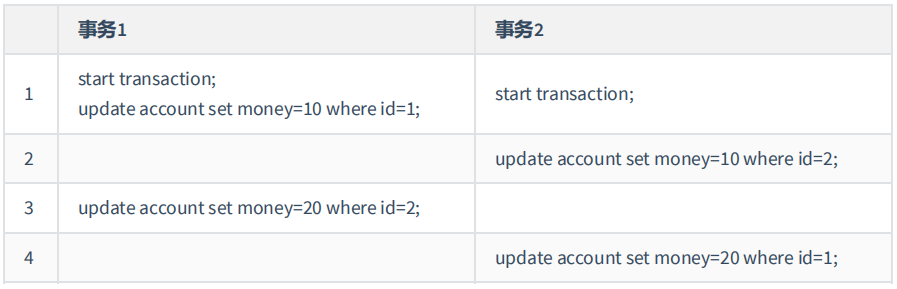 事务1 事务2
1 start transaction;
update account set money=10 where id=1; start transaction;
2 update account set money=10 where id=2;
3 update account set money=20 where id=2;
4 update account set money=20 where id=1;